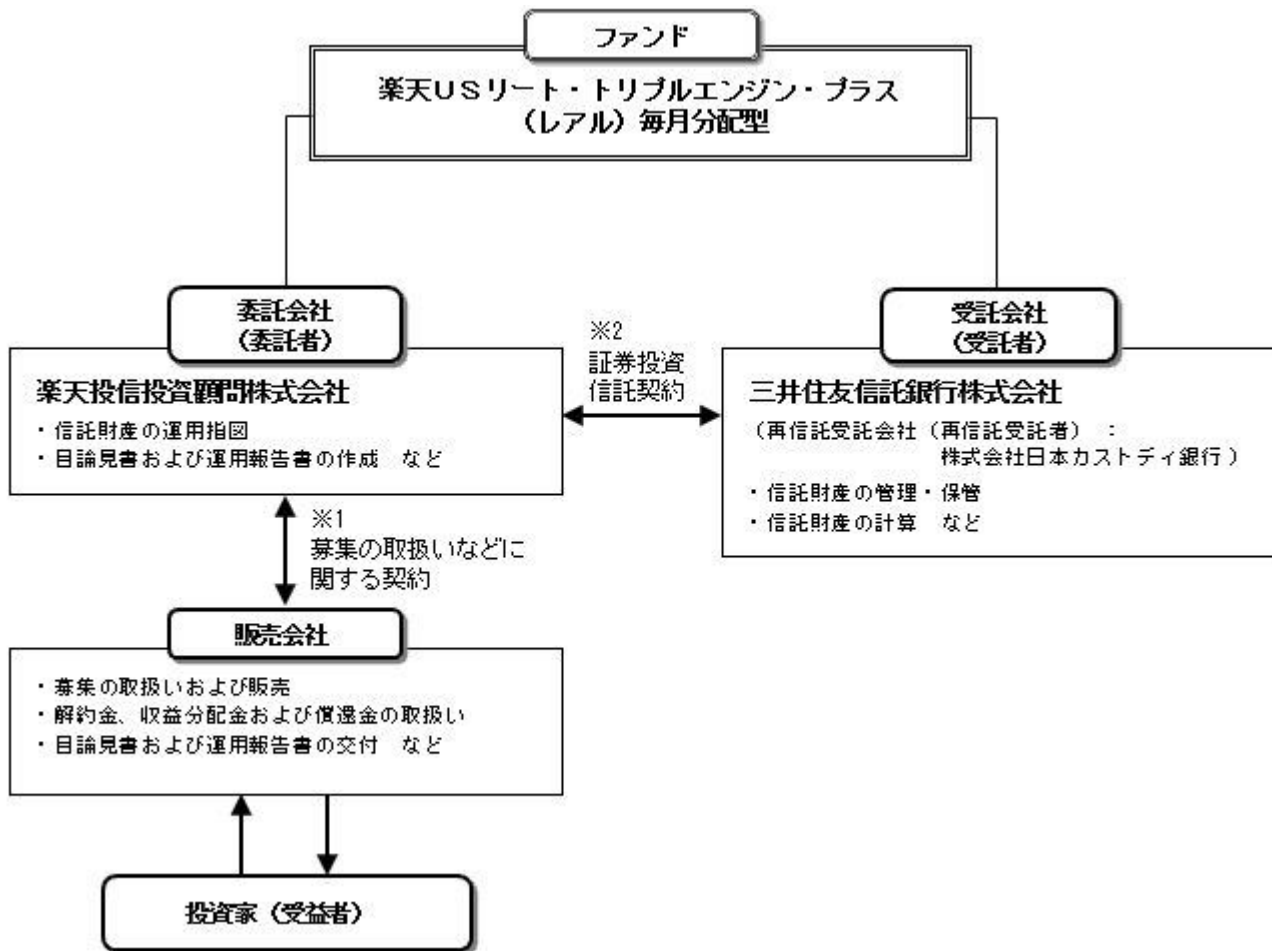 ファンド
楽天USリート・トリプルエンジン・プラス
(レアル)毎月分配型
委託会社
(委託者)
楽天投信投資顧問株式会社
・信託財産の運用指図
・目論見書および運用報告書の作成 など
※2
証券投資
信託契約
受託会社
(受託者)
三井住友信託銀行株式会社
(再信託受託会社(再信託受託者) :
株式会社日本カストディ銀行)
・信託財産の管理・保管
・信託財産の計算 など
※1
募集の取扱いなどに
関する契約
販売会社
・募集の取扱いおよび販売
・解約金、収益分配金および償還金の取扱い
・目論見書および運用報告書の交付 など
投資家(受益者)